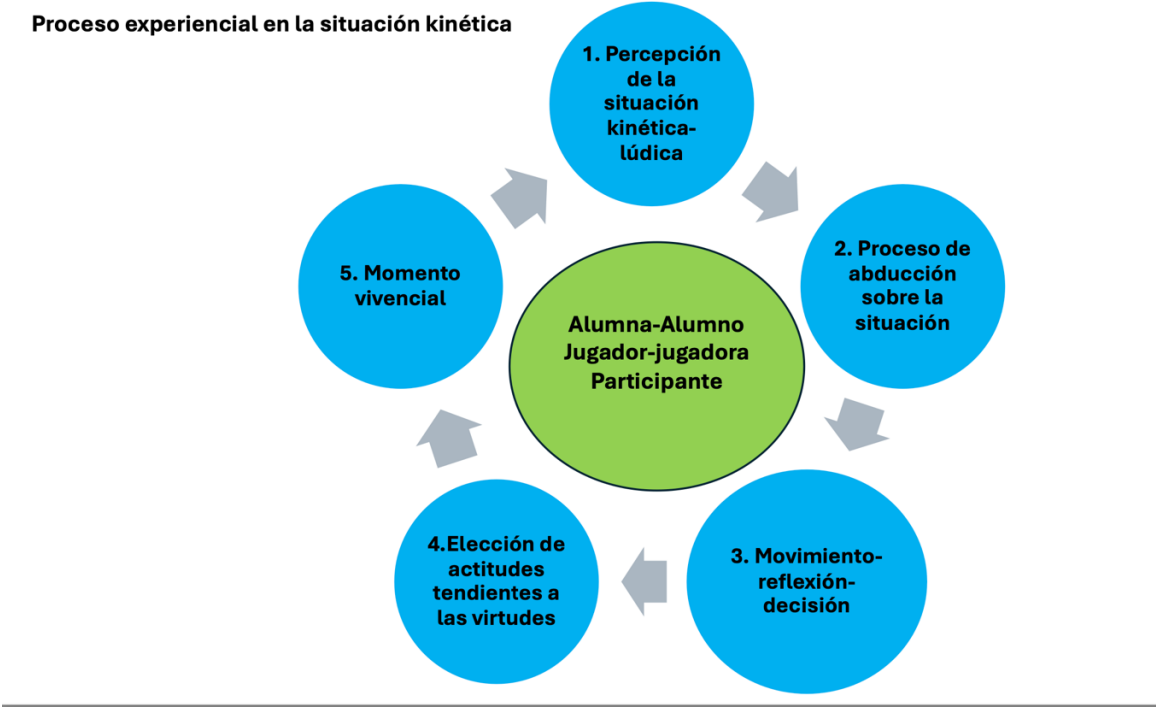 Proceso experiencial en la situación kinética
1. Percepción
de la
situación
kinética-
lúdica
2. Proceso de
abducción
sobre la
situación
3. Movimiento-
reflexión-
decisión
4.Elección de
actitudes
tendientes a
las virtudes
5. Momento
vivencial
Alumna-Alumno
Jugador-jugadora
Participante